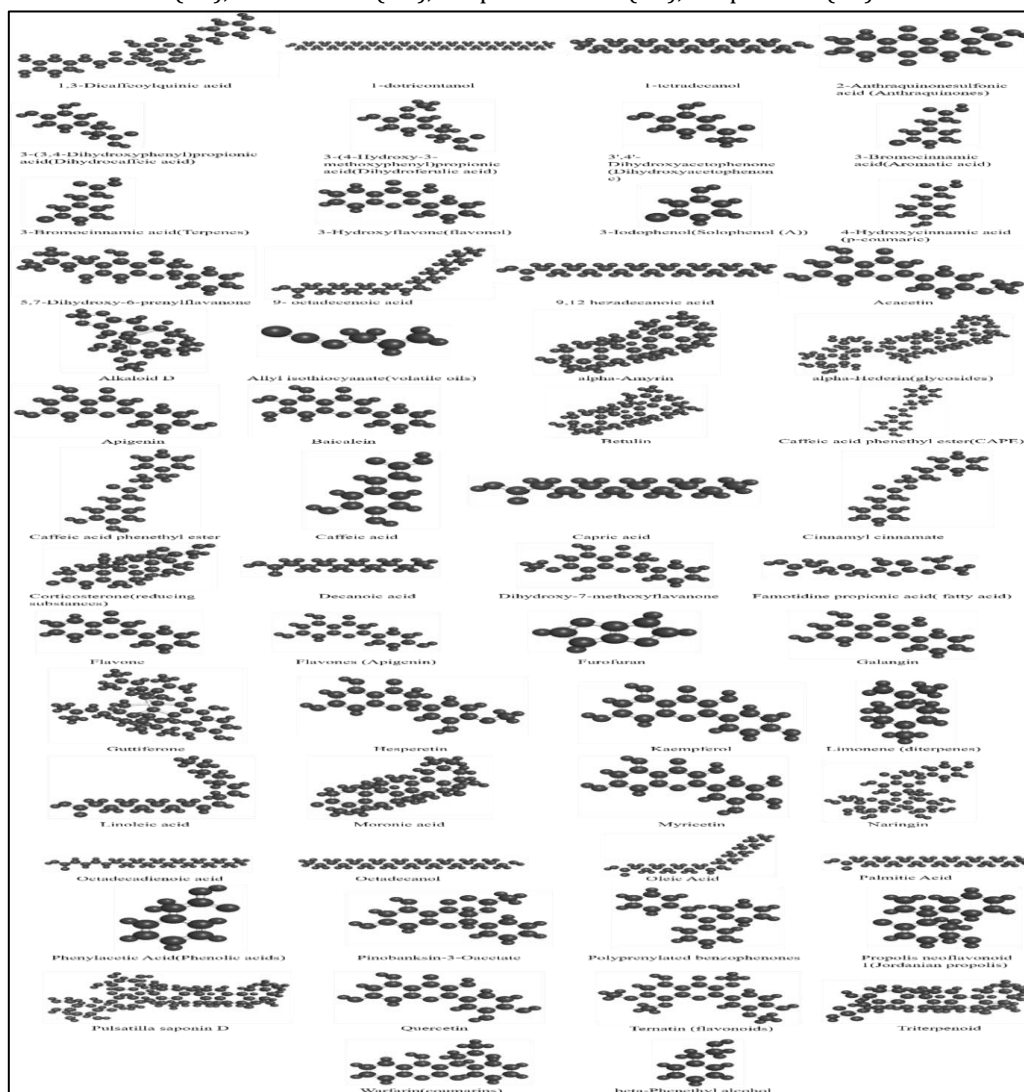 1,3-Dicaffeoylquinic acid
1-dotricontanol
1-tetradecanol
2-Anthraquinonesulfonic
acid (Anthraquinones)
3-(3,4-Dihydroxyphenyl)propionic
acid(Dihydrocaffeic acid)
3-(4-Hydroxy-3-
methoxyphenyl)propionic
acid(Dihydroferulic acid)
3',4'-
Dihydroxyacetophenone
(Dihydroxyacetophenon
e)
3-Bromocinnamic
acid(Aromatic acid)
3-Bromocinnamic acid(Terpenes)
3-Hydroxyflavone(flavonol)
3-Iodophenol(Solophenol (A))
4-Hydroxycinnamic acid
(p-coumaric)
5,7-Dihydroxy-6-prenylflavanone
9- octadecenoic acid
9,12 hezadecanoic acid
Acacetin
Alkaloid D
Allyl isothiocyanate(volatile oils)
alpha-Amyrin
alpha-Hederin(glycosides)
Apigenin
Baicalein
Betulin
Caffeic acid phenethyl ester(CAPE)
Caffeic acid phenethyl ester
Caffeic acid
Capric acid
Cinnamyl cinnamate
Corticosterone(reducing
substances)
Decanoic acid
Dihydroxy-7-methoxyflavanone
Famotidine propionic acid( fatty acid)
Flavone
Flavones (Apigenin)
Furofuran
Galangin
Guttiferone
Hesperetin
Kaempferol
Limonene (diterpenes)
Linoleic acid
Moronic acid
Myricetin
Naringin
Octadecadienoic acid
Octadecanol
Oleic Acid
Palmitic Acid
Phenylacetic Acid(Phenolic acids)
Pinobanksin-3-Oacetate
Polyprenylated benzophenones
Propolis neoflavonoid
1(Jordanian propolis)
Pulsatilla saponin D
Quercetin
Ternatin (flavonoids)
Triterpenoid
Warfarin(coumarins)
beta-Phenethyl alcohol